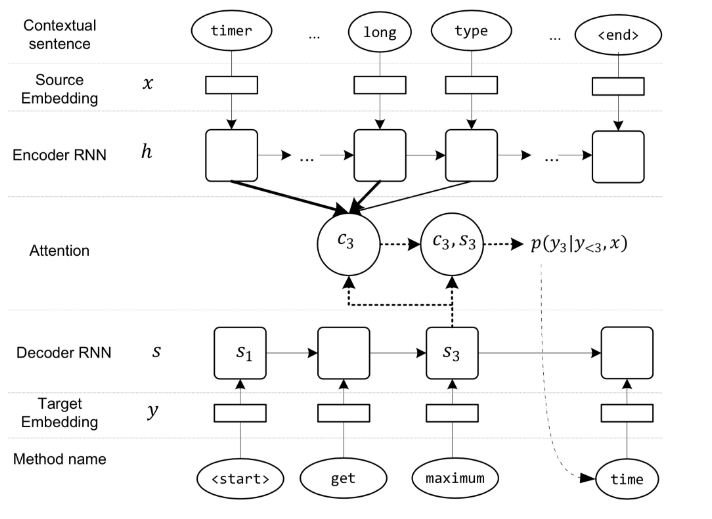 Contextual
sentence
timer ... long type ... <end>
Source
Embedding
x
Encoder RNN h ... ...
Attention
c₃ c₃, s₃ p(y₃|y<₃, x)
Decoder RNN s s₁ s₃
Target
Embedding
y
Method name
<start> get maximum time